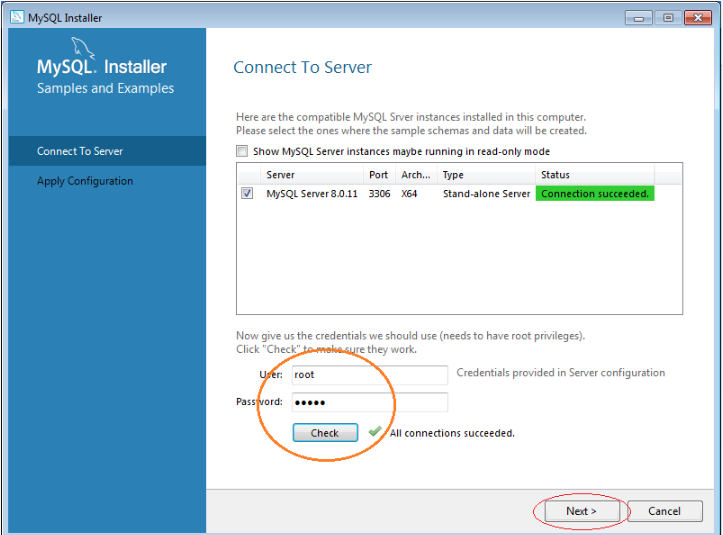 MySQL Installer
MySQL. Installer
Samples and Examples
Connect To Server
Apply Configuration
Connect To Server
Here are the compatible MySQL Srver instances installed in this computer.
Please select the ones where the sample schemas and data will be created.
Show MySQL Server instances maybe running in read-only mode
Server Port Arch... Type Status
MySQL Server 8.0.11 3306 X64 Stand-alone Server Connection succeeded.
Now give us the credentials we should use (needs to have root privileges).
Click "Check" to make sure they work.
User: root Credentials provided in Server configuration
Password: •••••
Check All connections succeeded.
Next > Cancel